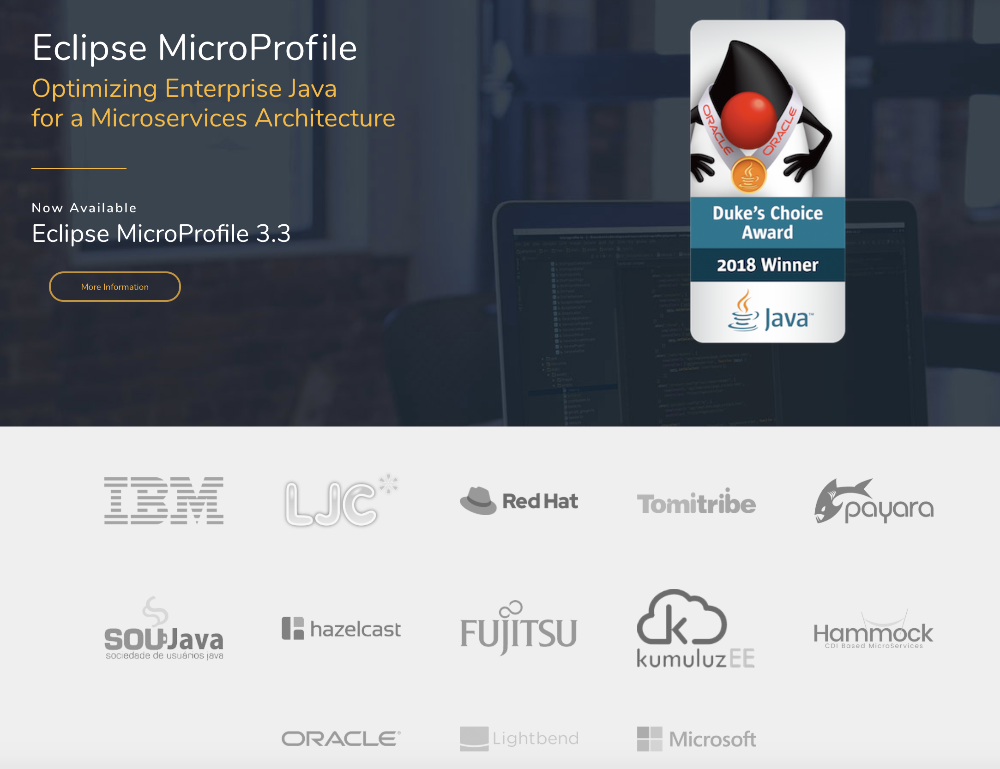 Eclipse MicroProfile
Optimizing Enterprise Java
for a Microservices Architecture
Now Available
Eclipse MicroProfile 3.3
More Information
ORACLE ORACLE
Duke's Choice
Award
2018 Winner
Java™
IBM
LJC*
Red Hat
Tomitribe
payara
SOUJava
sociedade de usuários java
hazelcast
FUJITSU
k
kumuluzEE
Hammock
CDI Based MicroServices
ORACLE®
Lightbend
Microsoft